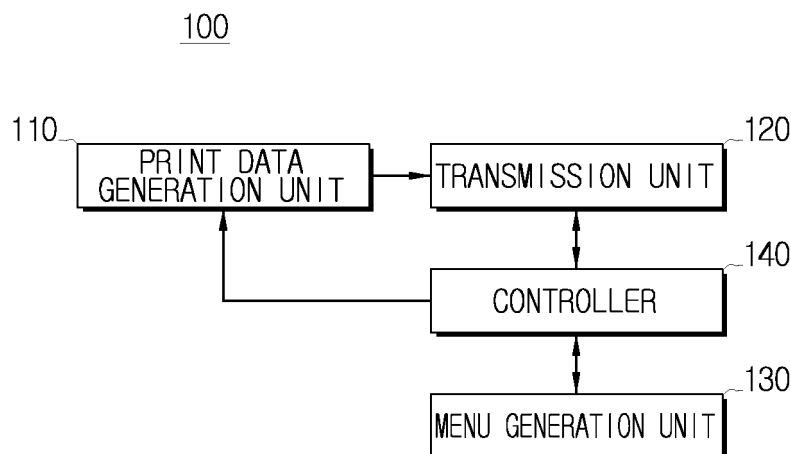 100
110
PRINT DATA
GENERATION UNIT
120
TRANSMISSION UNIT
140
CONTROLLER
130
MENU GENERATION UNIT